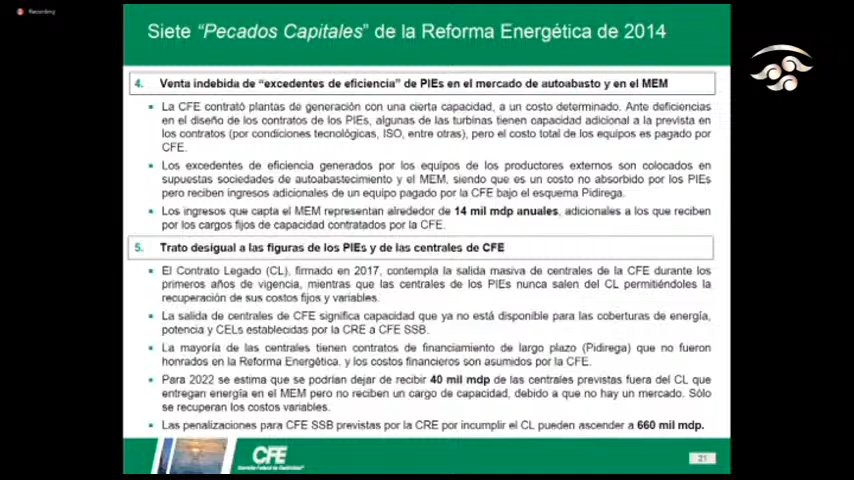 Recording
Siete "Pecados Capitales" de la Reforma Energética de 2014
4. Venta indebida de "excedentes de eficiencia" de PIEs en el mercado de autoabasto y en el MEM
▪ La CFE contrató plantas de generación con una cierta capacidad, a un costo determinado. Ante deficiencias
en el diseño de los contratos de los PIEs, algunas de las turbinas tienen capacidad adicional a la prevista en
los contratos (por condiciones tecnológicas, ISO, entre otras), pero el costo total de los equipos es pagado por
CFE.
▪ Los excedentes de eficiencia generados por los equipos de los productores externos son colocados en
supuestas sociedades de autoabastecimiento y el MEM, siendo que es un costo no absorbido por los PIEs
pero reciben ingresos adicionales de un equipo pagado por la CFE bajo el esquema Pidirega.
▪ Los ingresos que capta el MEM representan alrededor de 14 mil mdp anuales, adicionales a los que reciben
por los cargos fijos de capacidad contratados por la CFE.
5. Trato desigual a las figuras de los PIEs y de las centrales de CFE
▪ El Contrato Legado (CL), firmado en 2017, contempla la salida masiva de centrales de la CFE durante los
primeros años de vigencia, mientras que las centrales de los PIEs nunca salen del CL permitiéndoles la
recuperación de sus costos fijos y variables.
▪ La salida de centrales de CFE significa capacidad que ya no está disponible para las coberturas de energía,
potencia y CELs establecidas por la CRE a CFE SSB.
▪ La mayoría de las centrales tienen contratos de financiamiento de largo plazo (Pidirega) que no fueron
honrados en la Reforma Energética, y los costos financieros son asumidos por la CFE.
▪ Para 2022 se estima que se podrían dejar de recibir 40 mil mdp de las centrales previstas fuera del CL que
entregan energía en el MEM pero no reciben un cargo de capacidad, debido a que no hay un mercado. Sólo
se recuperan los costos variables.
▪ Las penalizaciones para CFE SSB previstas por la CRE por incumplir el CL pueden ascender a 660 mil mdp.
CFE
Comisión Federal de Electricidad
21